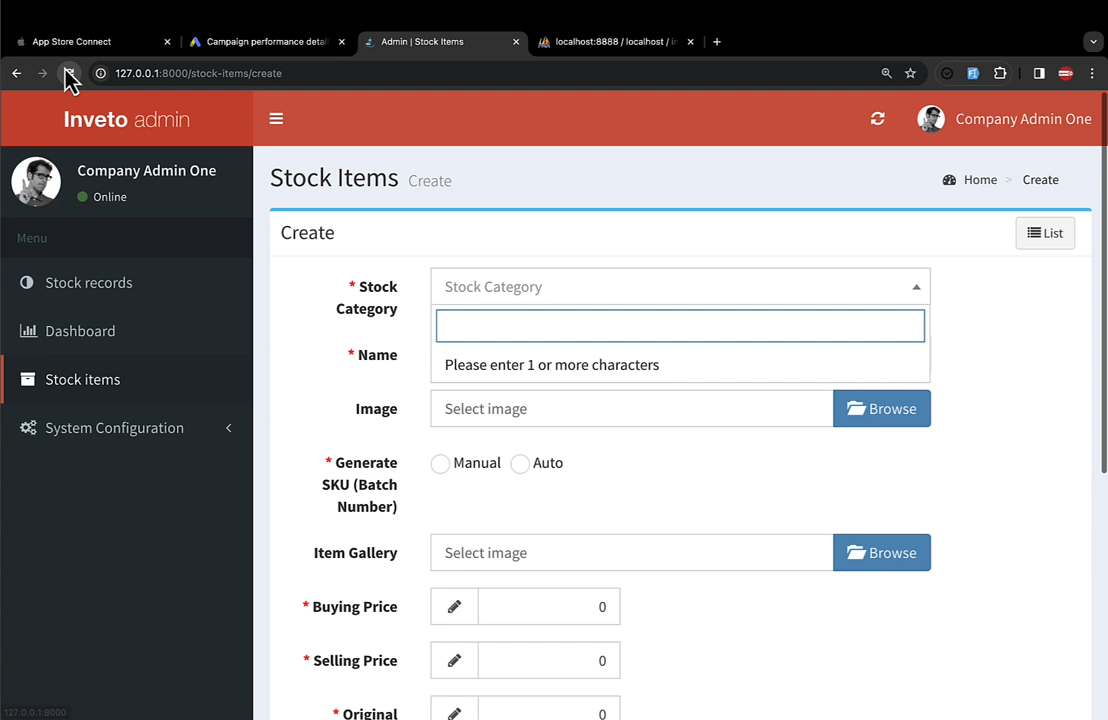 App Store Connect
Campaign performance detai
Admin | Stock Items
localhost:8888 / localhost / in
127.0.0.1:8000/stock-items/create
Inveto admin
Company Admin One
Company Admin One
Online
Stock Items Create
Home > Create
Menu
Create
List
Stock records
* Stock Category
Stock Category
Dashboard
* Name
Please enter 1 or more characters
Stock items
Image
Select image
Browse
System Configuration
* Generate SKU (Batch Number)
Manual
Auto
Item Gallery
Select image
Browse
* Buying Price
0
* Selling Price
0
* Original
0
127.0.0.1:8000